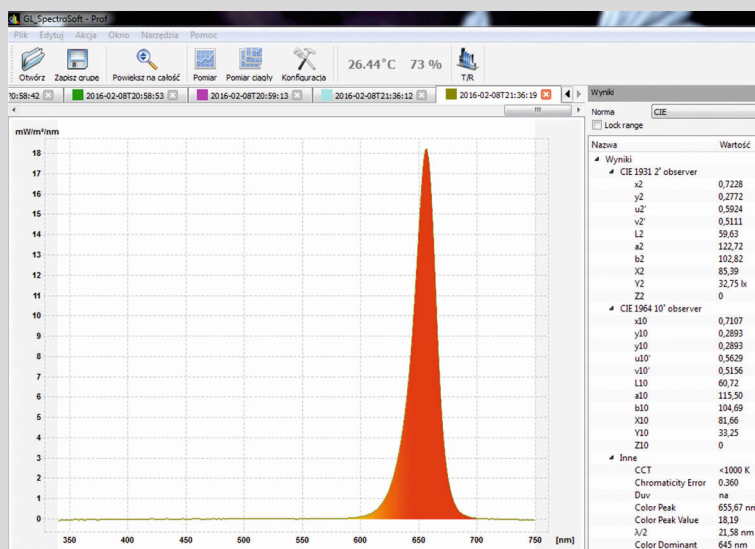 GL_SpectroSoft - Prof
Plik Edytuj Akcja Okno Narzędzia Pomoc
Otwórz Zapisz grupę Powiększ na całość Pomiar Pomiar ciągły Konfiguracja 26.44°C 73 % T/R
20:58:42 2016-02-08T20:58:53 2016-02-08T20:59:13 2016-02-08T21:36:12 2016-02-08T21:36:19
Wyniki
Norma CIE
Lock range
Nazwa Wartość
Wyniki
CIE 1931 2˚ observer
x2 0,7228
y2 0,2772
u2' 0,5924
v2' 0,5111
L2 59,63
a2 122,72
b2 102,82
X2 85,39
Y2 32,75 lx
Z2 0
CIE 1964 10˚ observer
x10 0,7107
y10 0,2893
y10 0,2893
u10' 0,5629
v10' 0,5156
L10 60,72
a10 115,50
b10 104,69
X10 81,66
Y10 33,25
Z10 0
Inne
CCT <1000 K
Chromaticity Error 0.360
Duv na
Color Peak 655,67 nm
Color Peak Value 18,19
λ/2 21,58 nm
Color Dominant 645 nm
mW/m²/nm
18
17
16
15
14
13
12
11
10
9
8
7
6
5
4
3
2
1
0
350 400 450 500 550 600 650 700 750 [nm]